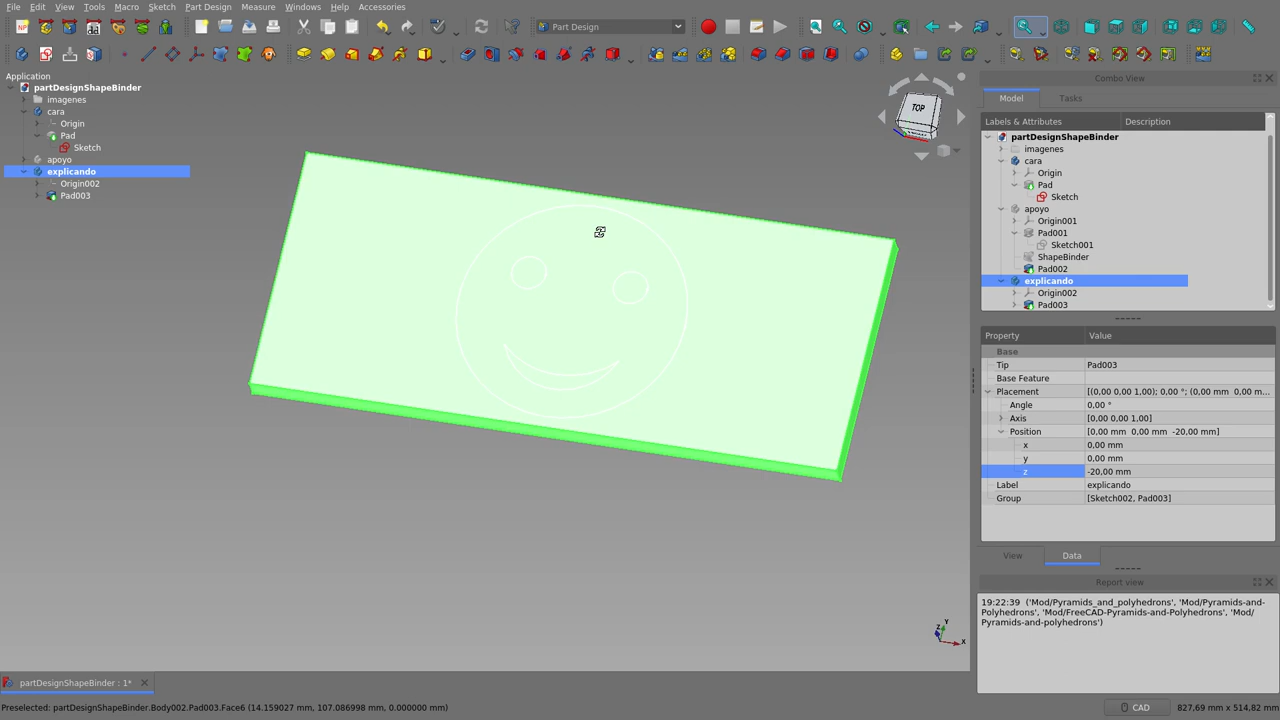 File Edit View Tools Macro Sketch Part Design Measure Windows Help Accessories
Part Design
Application
partDesignShapeBinder
imagenes
cara
Origin
Pad
Sketch
apoyo
explicando
Origin002
Pad003
TOP
Z Y X
Combo View
Model Tasks
Labels & Attributes Description
partDesignShapeBinder
imagenes
cara
Origin
Pad
Sketch
apoyo
Origin001
Pad001
Sketch001
ShapeBinder
Pad002
explicando
Origin002
Pad003
Property Value
Base
Tip Pad003
Base Feature
Placement [(0,00 0,00 1,00); 0,00 °; (0,00 mm 0,00 m...
Angle 0,00 °
Axis [0,00 0,00 1,00]
Position [0,00 mm 0,00 mm -20,00 mm]
x 0,00 mm
y 0,00 mm
z -20,00 mm
Label explicando
Group [Sketch002, Pad003]
View Data
Report view
19:22:39 ('Mod/Pyramids_and_polyhedrons', 'Mod/Pyramids-and-
Polyhedrons', 'Mod/FreeCAD-Pyramids-and-Polyhedrons', 'Mod/
Pyramids-and-polyhedrons')
partDesignShapeBinder : 1*
Preselected: partDesignShapeBinder.Body002.Pad003.Face6 (14.159027 mm, 107.086998 mm, 0.000000 mm)
CAD 827,69 mm x 514,82 mm